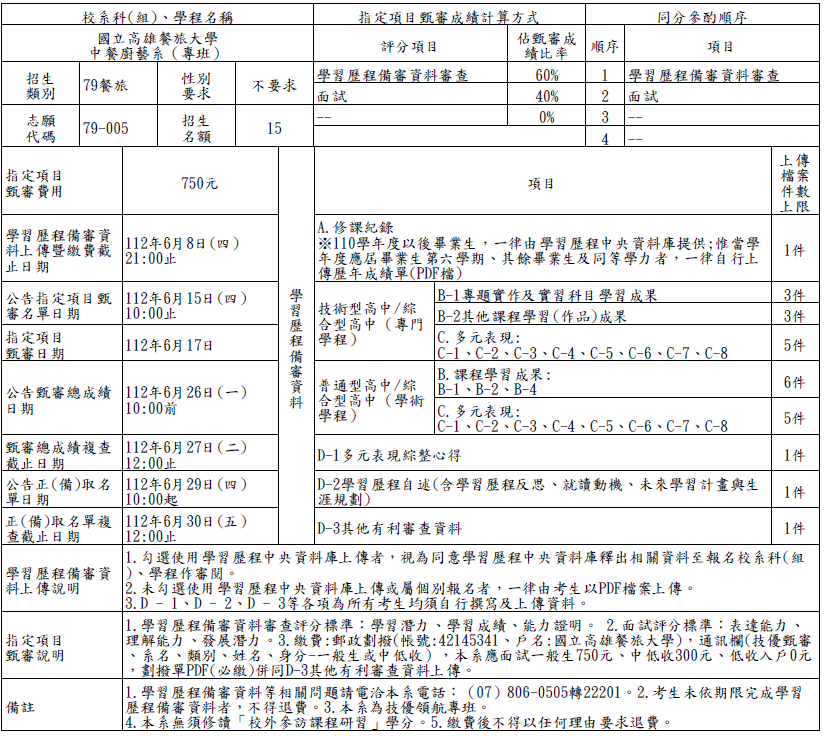 校系科(組)、學程名稱
指定項目甄審成績計算方式
同分參酌順序
國立高雄餐旅大學
中餐廚藝系（專班）
評分項目
佔甄審成
績比率
順序
項目
招生
類別
79餐旅
性別
要求
不要求
學習歷程備審資料審查
60%
1
學習歷程備審資料審查
面試
40%
2
面試
志願
代碼
79-005
招生
名額
15
--
0%
3
--
4
--
指定項目
甄審費用
750元
學習歷程備審資料
項目
上傳
檔案
件數
上限
學習歷程備審資
料上傳暨繳費截
止日期
112年6月8日(四)
21:00止
A.修課紀錄
※110學年度以後畢業生，一律由學習歷程中央資料庫提供;惟當學
年度應屆畢業生第六學期、其餘畢業生及同等學力者，一律自行上
傳歷年成績單(PDF檔)
1件
公告指定項目甄
審名單日期
112年6月15日(四)
10:00止
技術型高中/綜
合型高中（專門
學程）
B-1專題實作及實習科目學習成果
3件
B-2其他課程學習(作品)成果
3件
指定項目
甄審日期
112年6月17日
C.多元表現:
C-1、C-2、C-3、C-4、C-5、C-6、C-7、C-8
5件
公告甄審總成績
日期
112年6月26日(一)
10:00前
普通型高中/綜
合型高中（學術
學程）
B.課程學習成果:
B-1、B-2、B-4
6件
C.多元表現:
C-1、C-2、C-3、C-4、C-5、C-6、C-7、C-8
5件
甄審總成績複查
截止日期
112年6月27日(二)
12:00止
D-1多元表現綜整心得
1件
公告正(備)取名
單日期
112年6月29日(四)
10:00起
D-2學習歷程自述(含學習歷程反思、就讀動機、未來學習計畫與生
涯規劃)
1件
正(備)取名單複
查截止日期
112年6月30日(五)
12:00止
D-3其他有利審查資料
1件
學習歷程備審資
料上傳說明
1.勾選使用學習歷程中央資料庫上傳者，視為同意學習歷程中央資料庫釋出相關資料至報名校系科(組
)、學程作審閱。
2.未勾選使用學習歷程中央資料庫上傳或屬個別報名者，一律由考生以PDF檔案上傳。
3.D－1、D－2、D－3等各項為所有考生均須自行撰寫及上傳資料。
指定項目
甄審說明
1.學習歷程備審資料審查評分標準：學習潛力、學習成績、能力證明。 2.面試評分標準：表達能力、
理解能力、發展潛力。3.繳費:郵政劃撥(帳號:42145341、戶名:國立高雄餐旅大學)，通訊欄(技優甄審
、系名、類別、姓名、身分-一般生或中低收)，本系應面試一般生750元、中低收300元、低收入戶0元
，劃撥單PDF(必繳)併同D-3其他有利審查資料上傳。
備註
1.學習歷程備審資料等相關問題請電洽本系電話：（07）806-0505轉22201。2.考生未依期限完成學習
歷程備審資料者，不得退費。3.本系為技優領航專班。
4.本系無須修讀「校外參訪課程研習」學分。5.繳費後不得以任何理由要求退費。